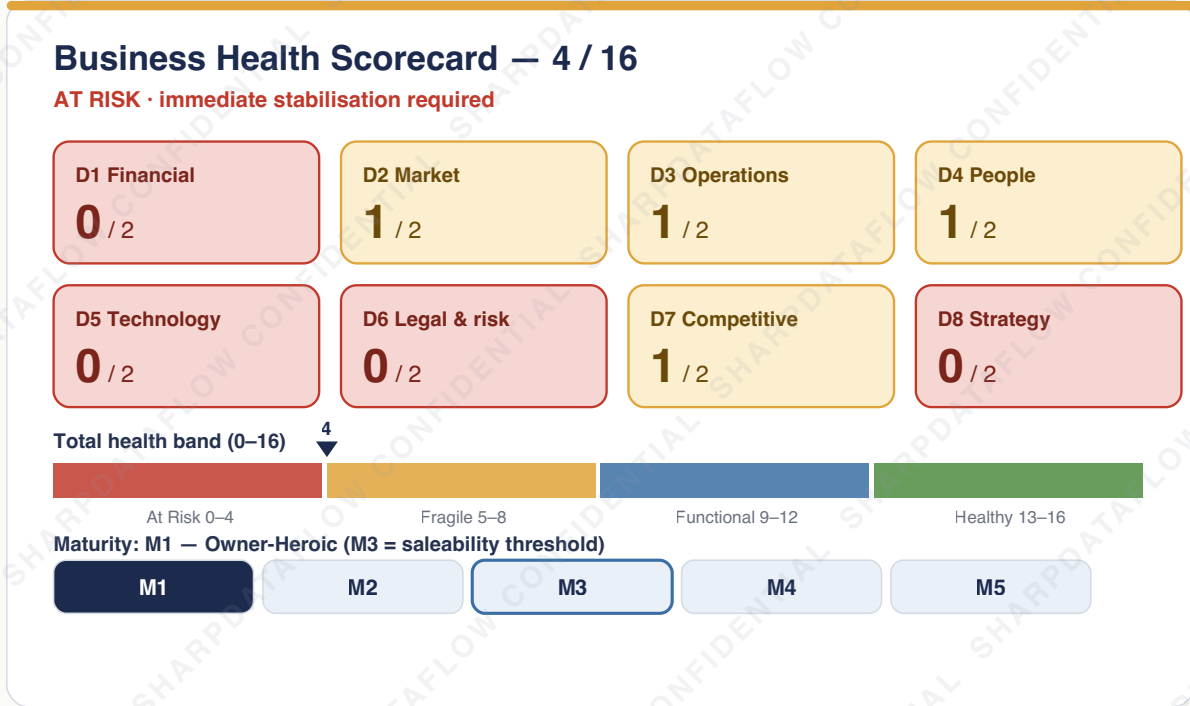 Business Health Scorecard — 4 / 16
AT RISK · immediate stabilisation required
D1 Financial
0 / 2
D2 Market
1 / 2
D3 Operations
1 / 2
D4 People
1 / 2
D5 Technology
0 / 2
D6 Legal & risk
0 / 2
D7 Competitive
1 / 2
D8 Strategy
0 / 2
Total health band (0–16)
4
At Risk 0–4
Fragile 5–8
Functional 9–12
Healthy 13–16
Maturity: M1 — Owner-Heroic (M3 = saleability threshold)
M1
M2
M3
M4
M5
SHARPDATAFLOW CONFIDENTIAL